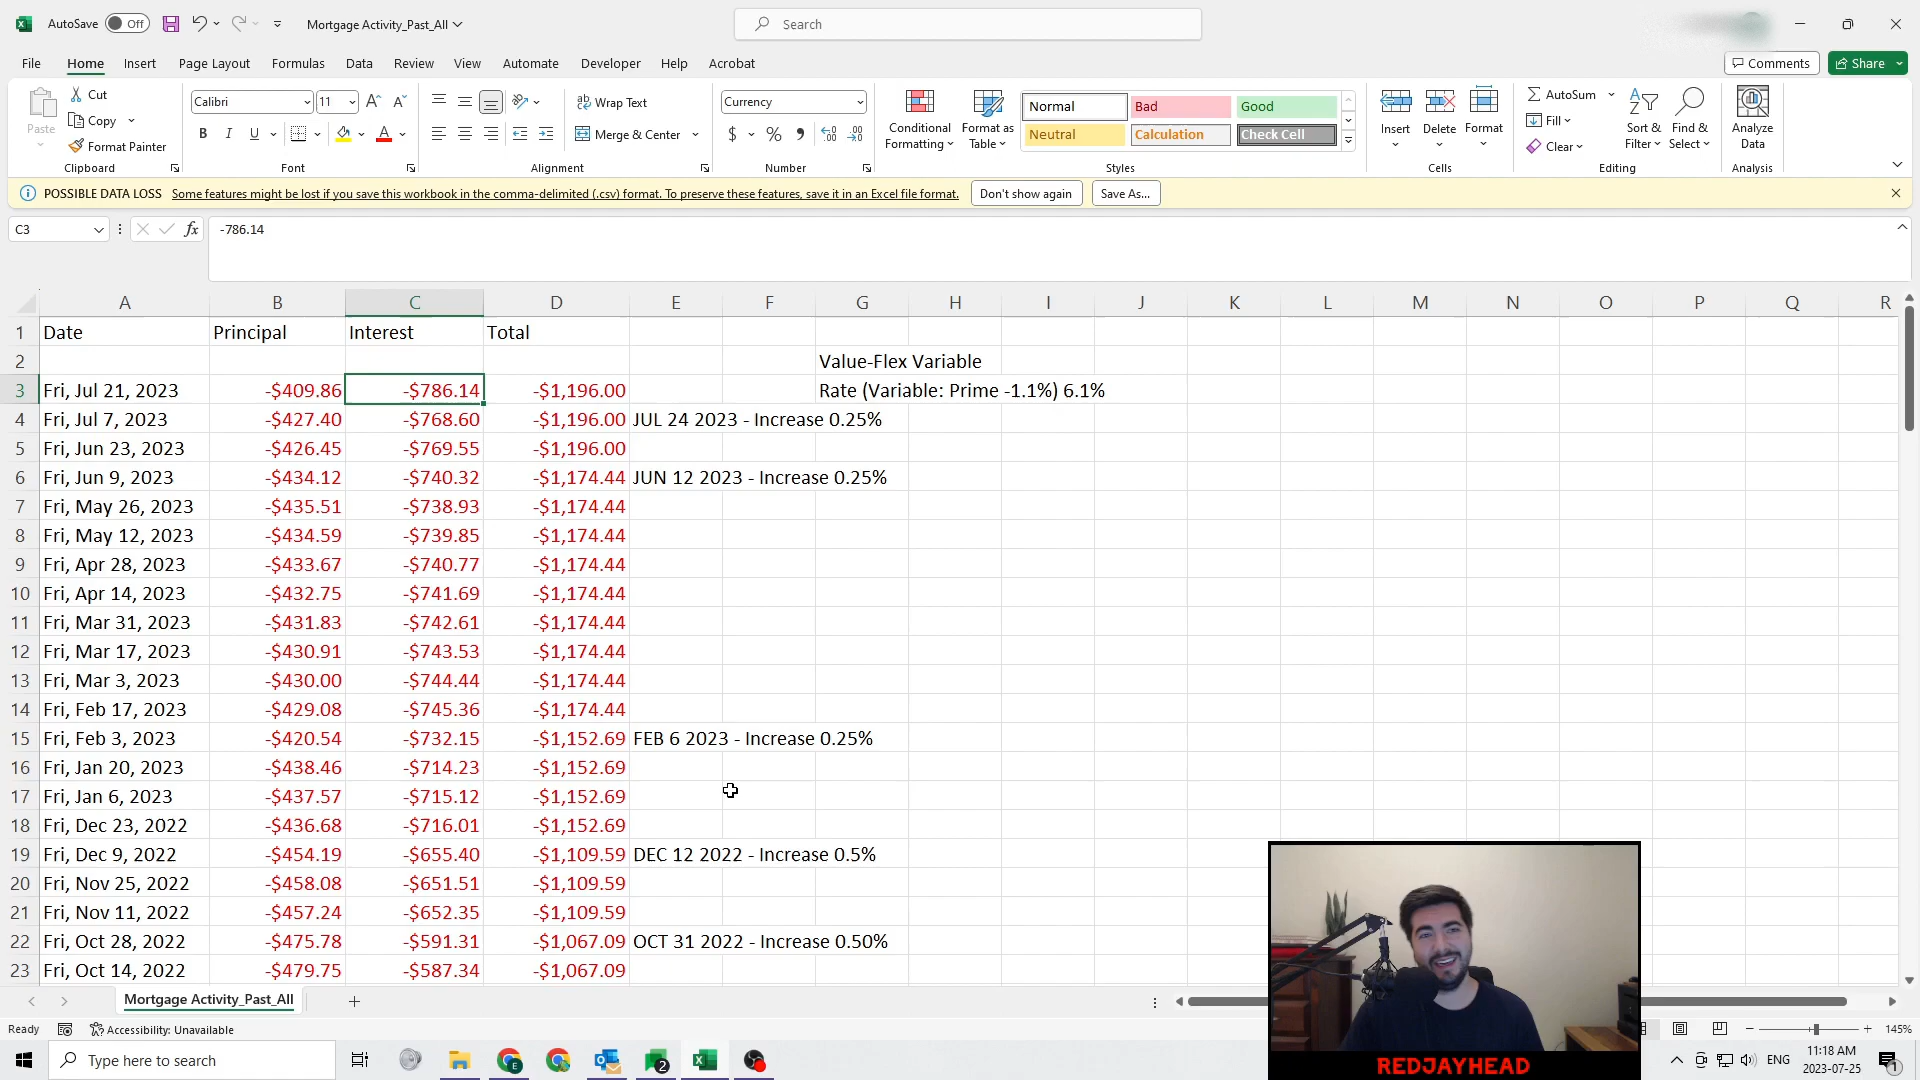 AutoSave Off Mortgage Activity_Past_All Search
File Home Insert Page Layout Formulas Data Review View Automate Developer Help Acrobat Comments Share
Paste Cut Copy Format Painter Clipboard
Calibri 11 B I U Font
Wrap Text Merge & Center Alignment
Currency $ % , Number
Conditional Formatting Format as Table
Normal Bad Good
Neutral Calculation Check Cell
Styles
Insert Delete Format Cells
AutoSum Fill Clear Sort & Filter Find & Select Editing
Analyze Data Analysis
POSSIBLE DATA LOSS Some features might be lost if you save this workbook in the comma-delimited (.csv) format. To preserve these features, save it in an Excel file format. Don't show again Save As...
C3 fx -786.14
A B C D E F G H I J K L M N O P Q R
1 Date Principal Interest Total
2 Value-Flex Variable
3 Fri, Jul 21, 2023 -$409.86 -$786.14 -$1,196.00 Rate (Variable: Prime -1.1%) 6.1%
4 Fri, Jul 7, 2023 -$427.40 -$768.60 -$1,196.00 JUL 24 2023 - Increase 0.25%
5 Fri, Jun 23, 2023 -$426.45 -$769.55 -$1,196.00
6 Fri, Jun 9, 2023 -$434.12 -$740.32 -$1,174.44 JUN 12 2023 - Increase 0.25%
7 Fri, May 26, 2023 -$435.51 -$738.93 -$1,174.44
8 Fri, May 12, 2023 -$434.59 -$739.85 -$1,174.44
9 Fri, Apr 28, 2023 -$433.67 -$740.77 -$1,174.44
10 Fri, Apr 14, 2023 -$432.75 -$741.69 -$1,174.44
11 Fri, Mar 31, 2023 -$431.83 -$742.61 -$1,174.44
12 Fri, Mar 17, 2023 -$430.91 -$743.53 -$1,174.44
13 Fri, Mar 3, 2023 -$430.00 -$744.44 -$1,174.44
14 Fri, Feb 17, 2023 -$429.08 -$745.36 -$1,174.44
15 Fri, Feb 3, 2023 -$420.54 -$732.15 -$1,152.69 FEB 6 2023 - Increase 0.25%
16 Fri, Jan 20, 2023 -$438.46 -$714.23 -$1,152.69
17 Fri, Jan 6, 2023 -$437.57 -$715.12 -$1,152.69
18 Fri, Dec 23, 2022 -$436.68 -$716.01 -$1,152.69
19 Fri, Dec 9, 2022 -$454.19 -$655.40 -$1,109.59 DEC 12 2022 - Increase 0.5%
20 Fri, Nov 25, 2022 -$458.08 -$651.51 -$1,109.59
21 Fri, Nov 11, 2022 -$457.24 -$652.35 -$1,109.59
22 Fri, Oct 28, 2022 -$475.78 -$591.31 -$1,067.09 OCT 31 2022 - Increase 0.50%
23 Fri, Oct 14, 2022 -$479.75 -$587.34 -$1,067.09
Mortgage Activity_Past_All
Ready Accessibility: Unavailable 145%
REDJAYHEAD
Type here to search 2 ENG 11:18 AM 2023-07-25 1